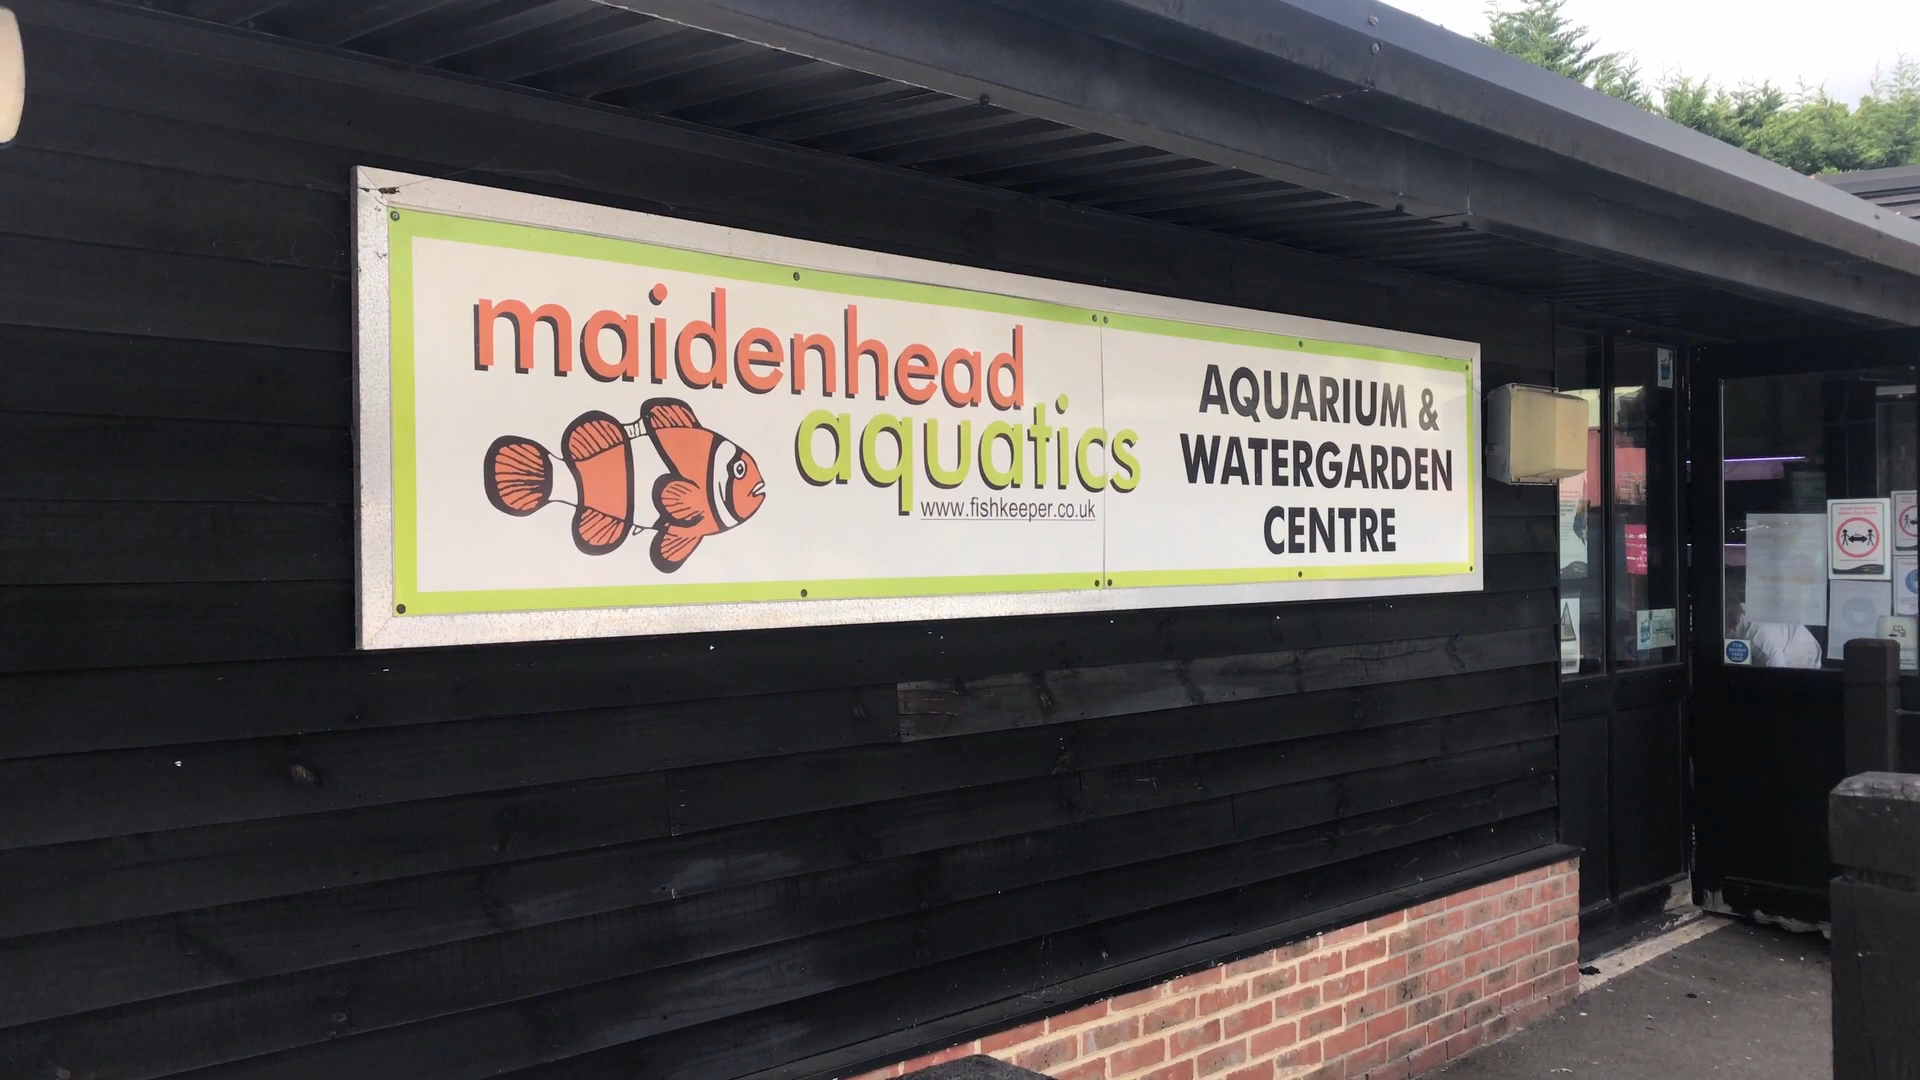 maidenhead
aquatics
www.fishkeeper.co.uk
AQUARIUM &
WATERGARDEN
CENTRE